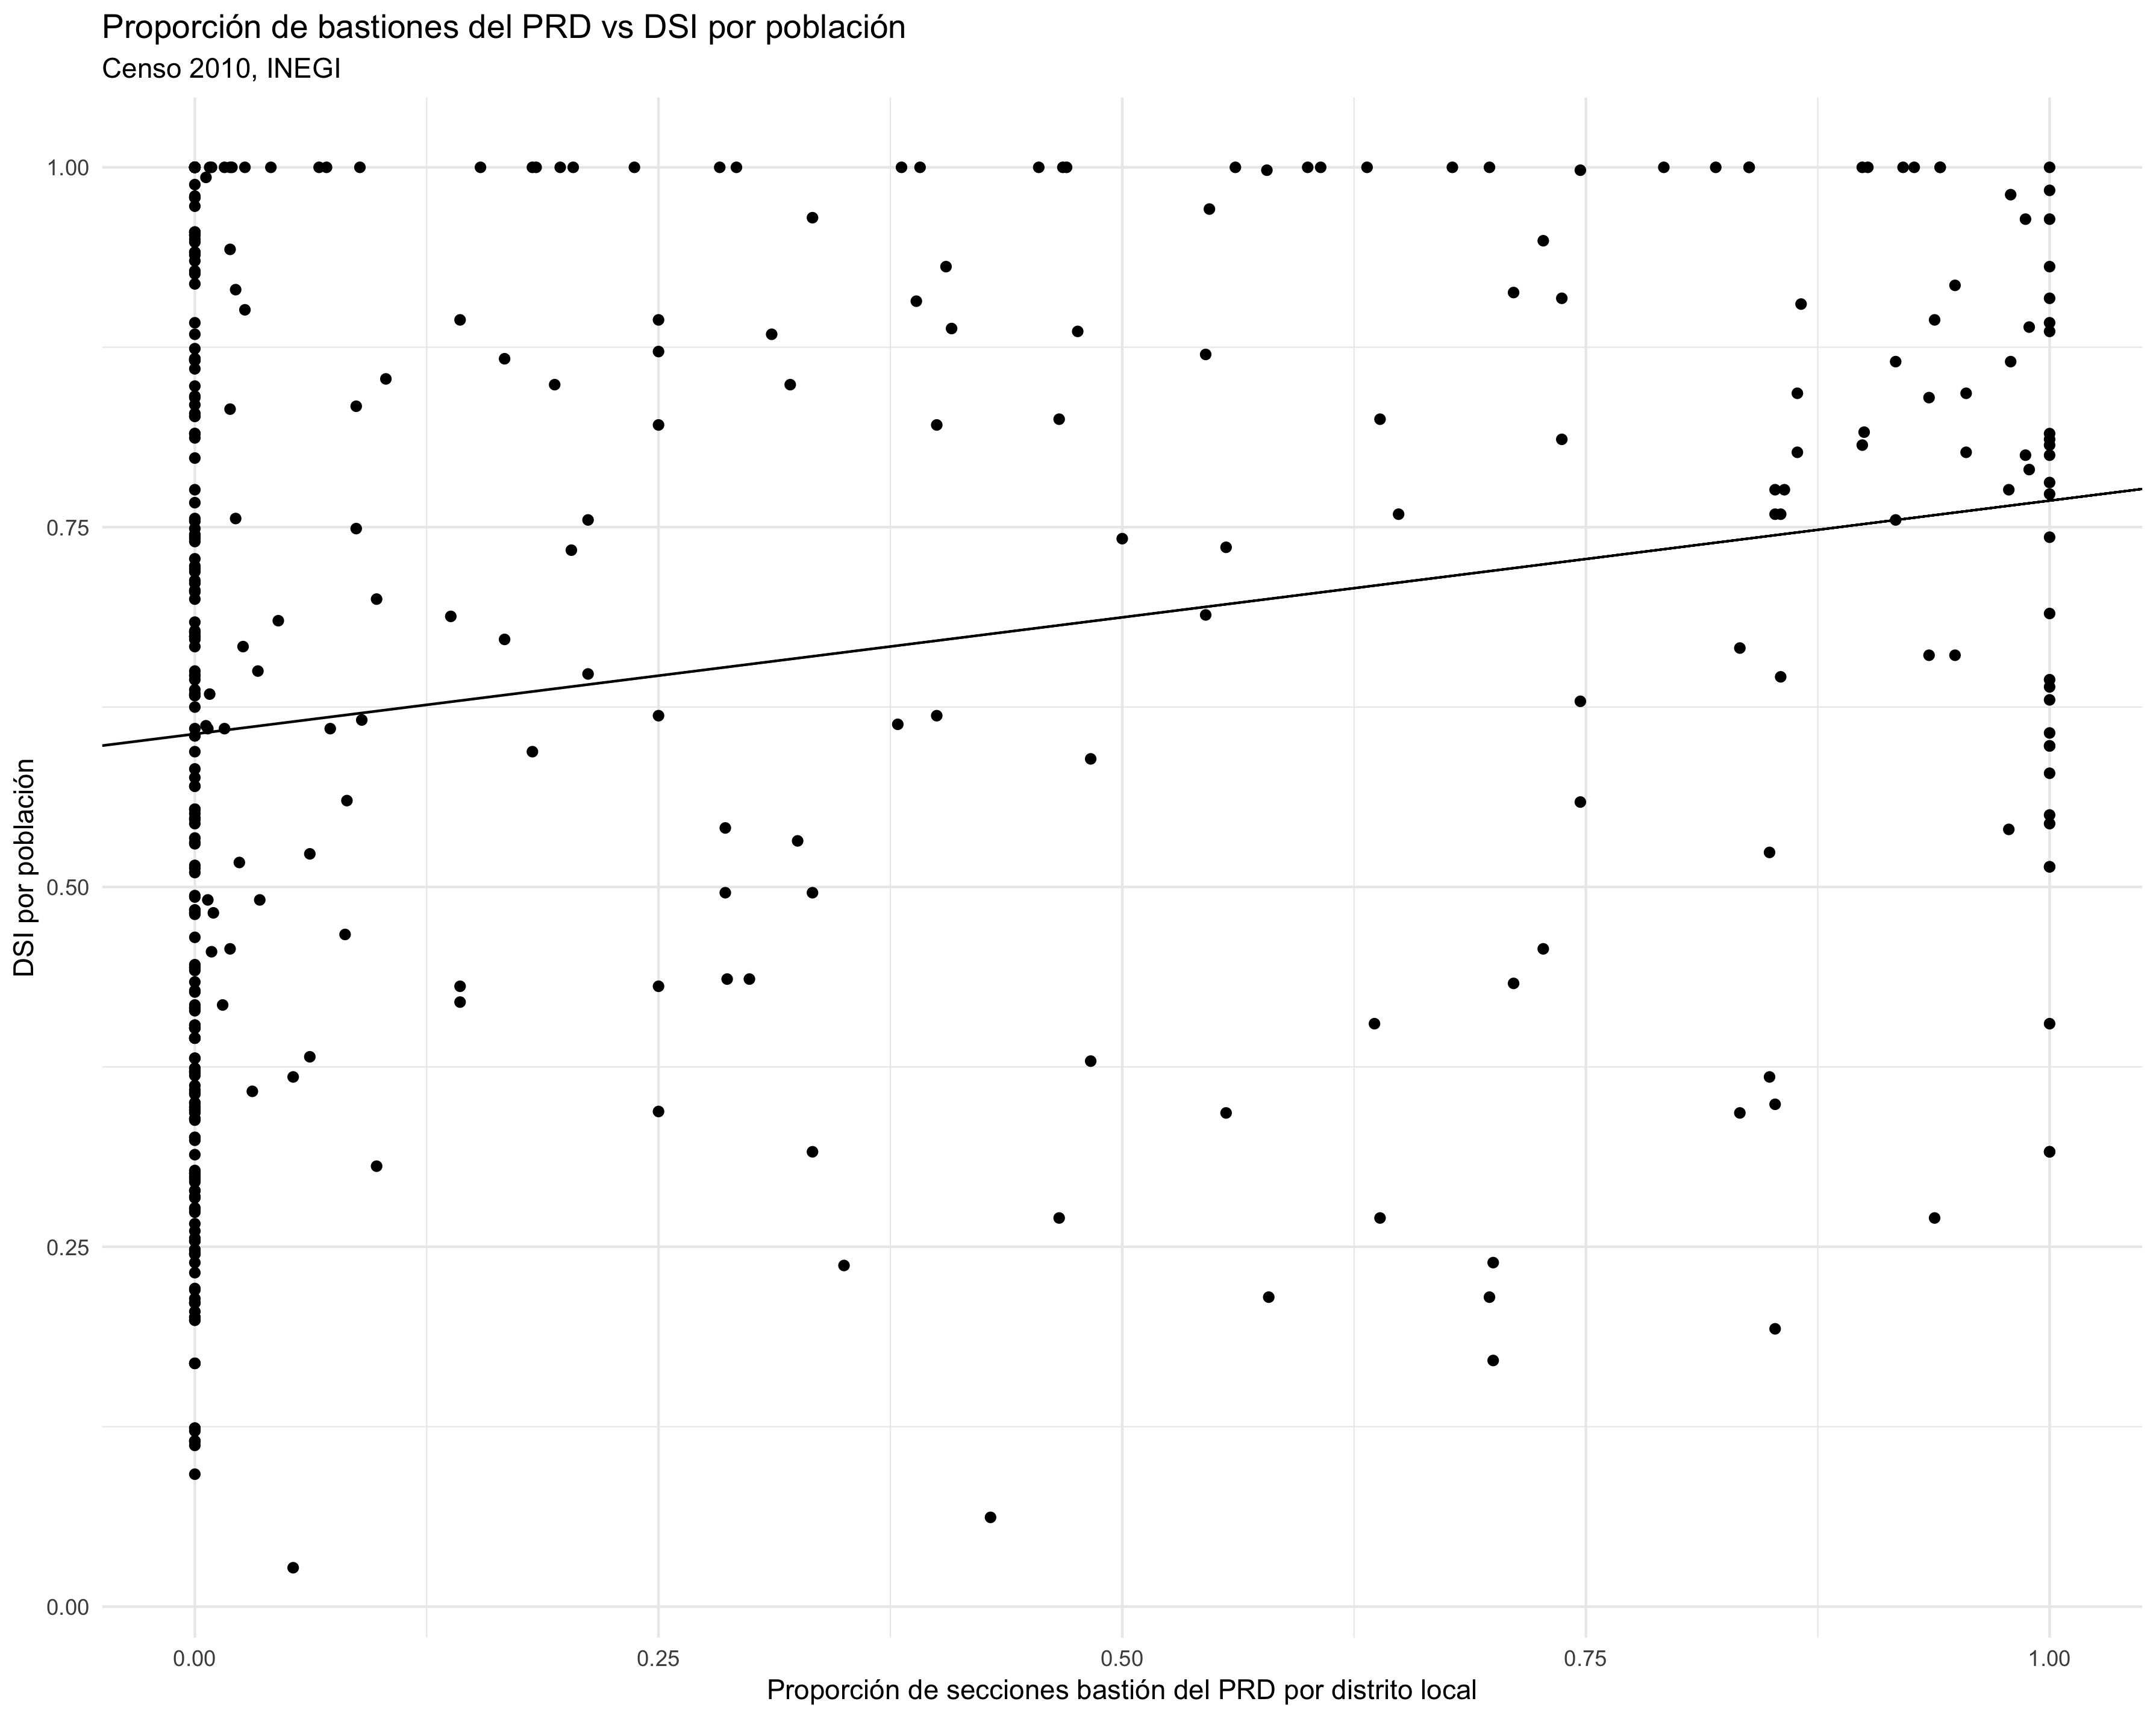 Proporción de bastiones del PRD vs DSI por población
Censo 2010, INEGI
DSI por población
1.00
0.75
0.50
0.25
0.00
0.00
0.25
0.50
0.75
1.00
Proporción de secciones bastión del PRD por distrito local